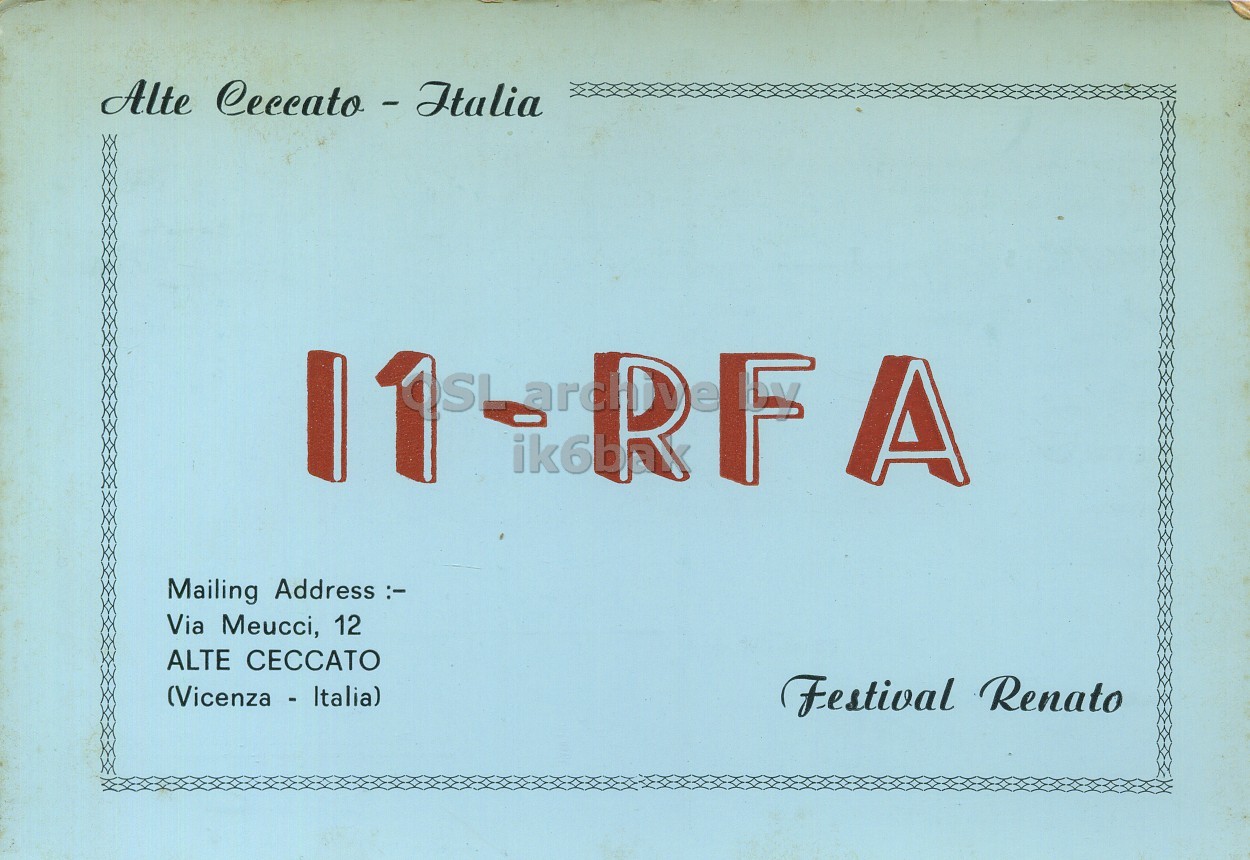 Alte Ceccato - Italia
I1-RFA
QSL archive by
ik6bak
Mailing Address :-
Via Meucci, 12
ALTE CECCATO
(Vicenza - Italia)
Festival Renato